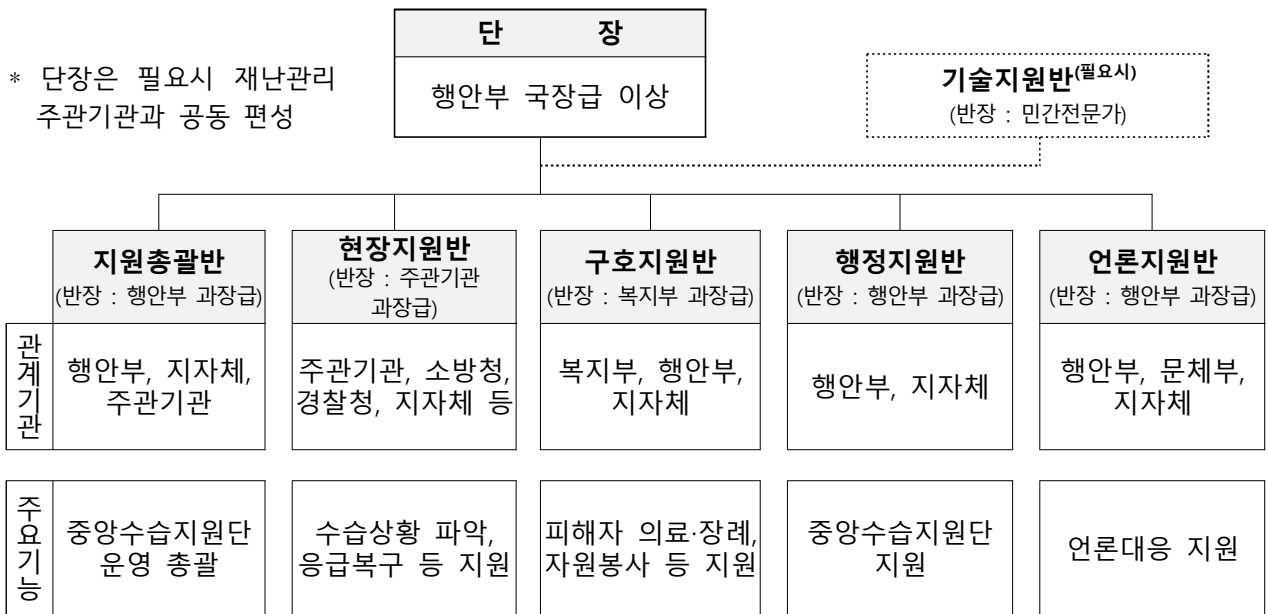 단 장
행안부 국장급 이상
* 단장은 필요시 재난관리
주관기관과 공동 편성
기술지원반(필요시)
(반장 : 민간전문가)
지원총괄반
(반장 : 행안부 과장급)
현장지원반
(반장 : 주관기관
과장급)
구호지원반
(반장 : 복지부 과장급)
행정지원반
(반장 : 행안부 과장급)
언론지원반
(반장 : 행안부 과장급)
관계기관
행안부, 지자체,
주관기관
주관기관, 소방청,
경찰청, 지자체 등
복지부, 행안부,
지자체
행안부, 지자체
행안부, 문체부,
지자체
주요기능
중앙수습지원단
운영 총괄
수습상황 파악,
응급복구 등 지원
피해자 의료·장례,
자원봉사 등 지원
중앙수습지원단
지원
언론대응 지원